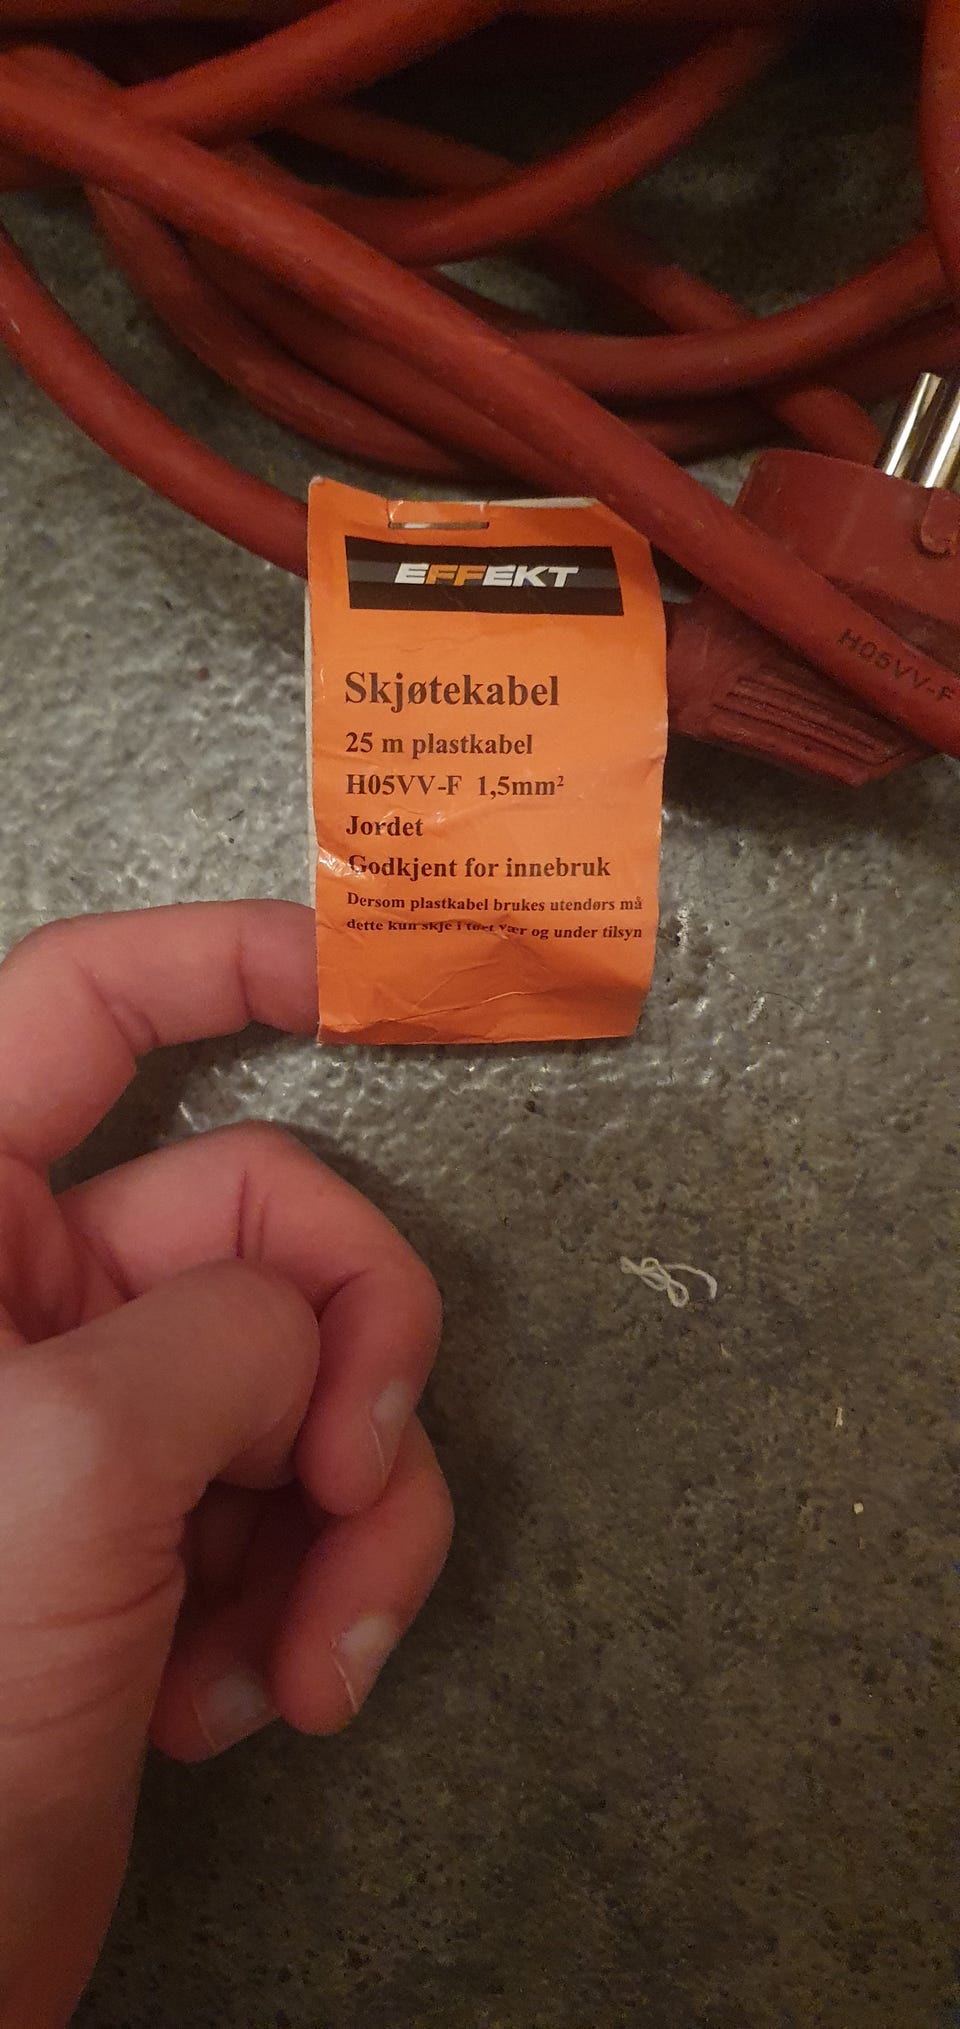 EFFEKT
Skjøtekabel
25 m plastkabel
H05VV-F 1,5mm²
Jordet
Godkjent for innebruk
Dersom plastkabel brukes utendørs må
dette kun skje i tørt vær og under tilsyn
H05VV-F